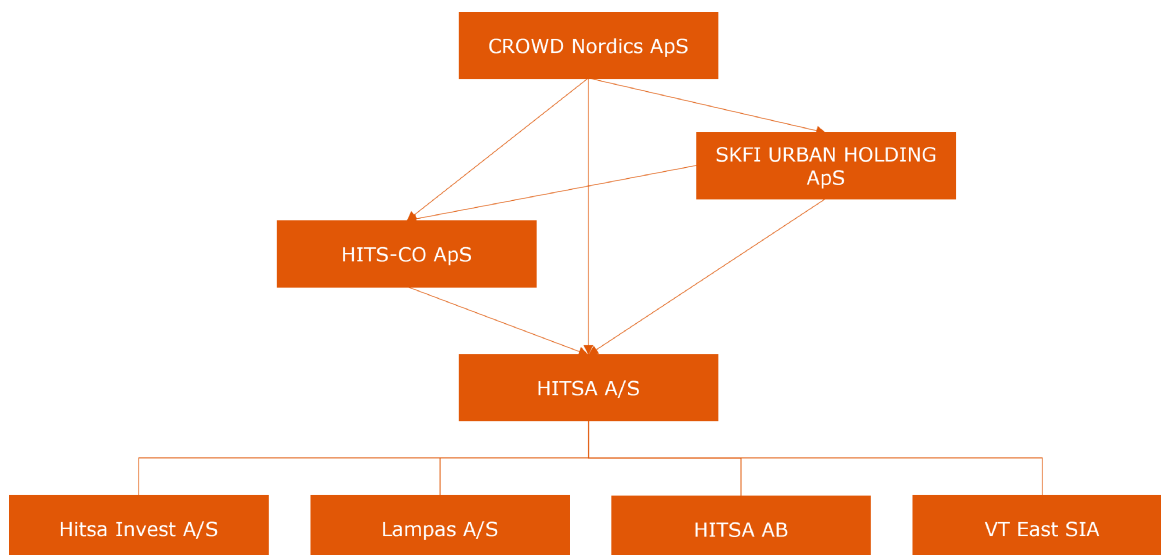 CROWD Nordics ApS
SKFI URBAN HOLDING
ApS
HITS-CO ApS
HITSA A/S
Hitsa Invest A/S
Lampas A/S
HITSA AB
VT East SIA